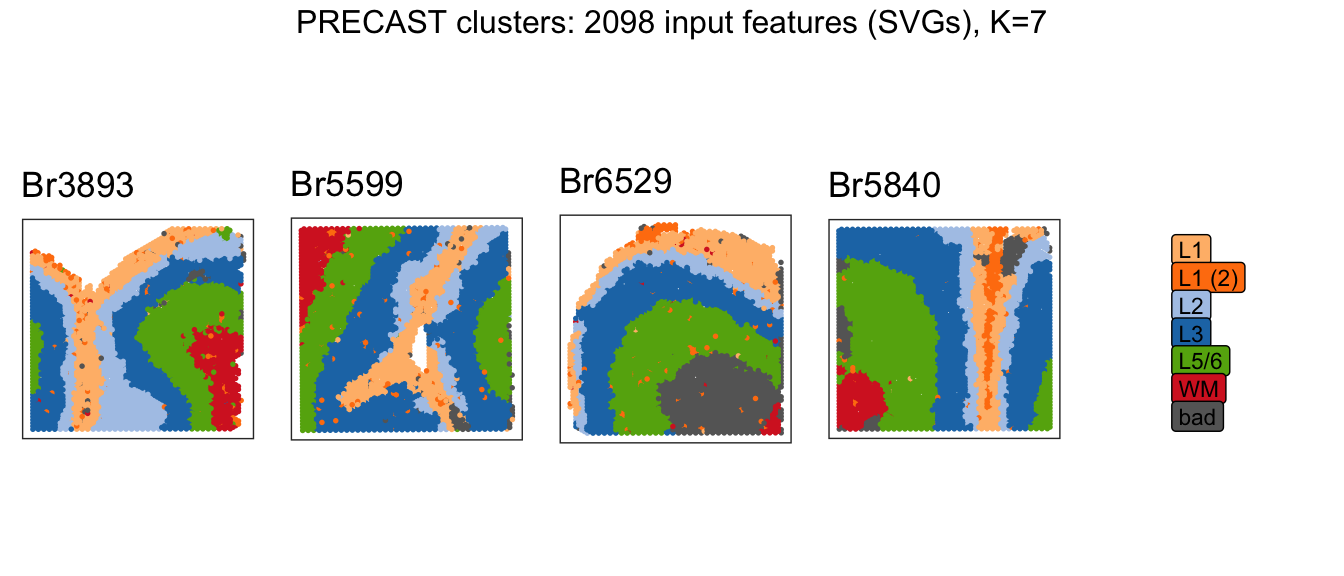 PRECAST clusters: 2098 input features (SVGs), K=7
Br3893
Br5599
Br6529
Br5840
L1
L1 (2)
L2
L3
L5/6
WM
bad